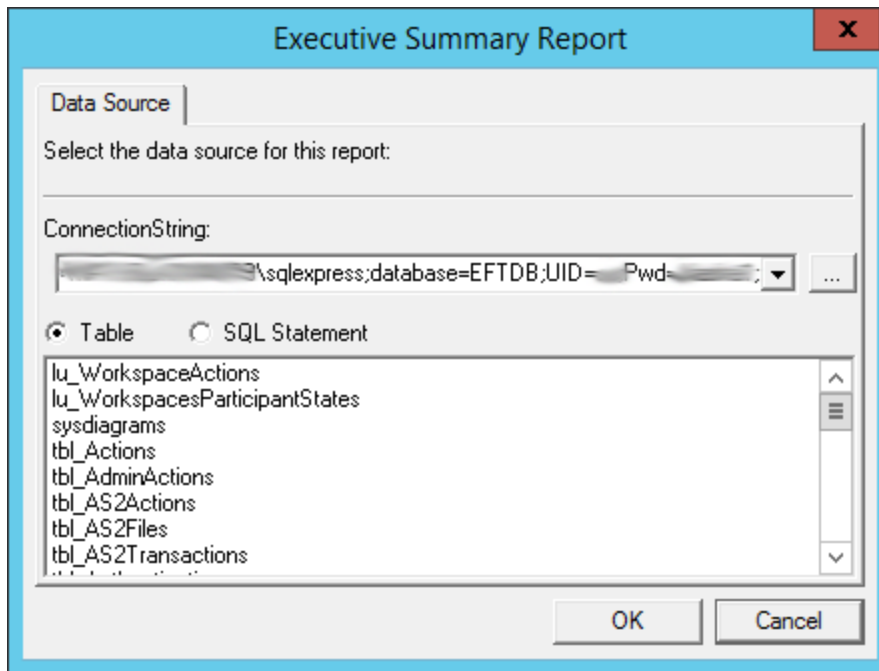 Executive Summary Report
x
Data Source
Select the data source for this report:
ConnectionString:
\sqlexpress;database=EFTDB;UID= Pwd= ;
...
Table
SQL Statement
lu_WorkspaceActions
lu_WorkspacesParticipantStates
sysdiagrams
tbl_Actions
tbl_AdminActions
tbl_AS2Actions
tbl_AS2Files
tbl_AS2Transactions
OK
Cancel